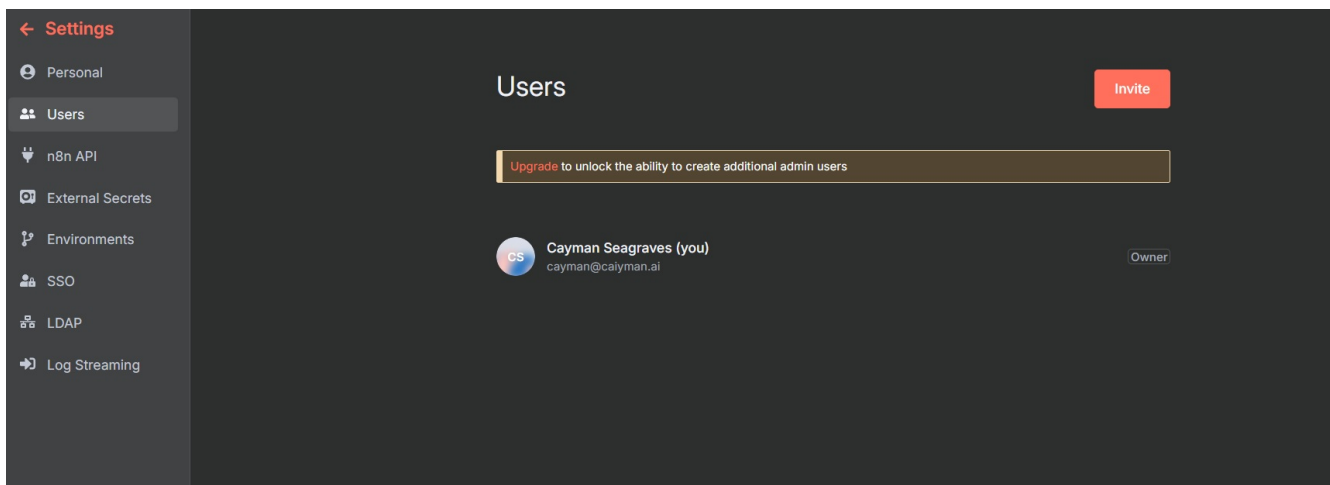 Settings
Personal
Users
n8n API
External Secrets
Environments
SSO
LDAP
Log Streaming
Users
Invite
Upgrade to unlock the ability to create additional admin users
CS
Cayman Seagraves (you)
cayman@caiyman.ai
Owner